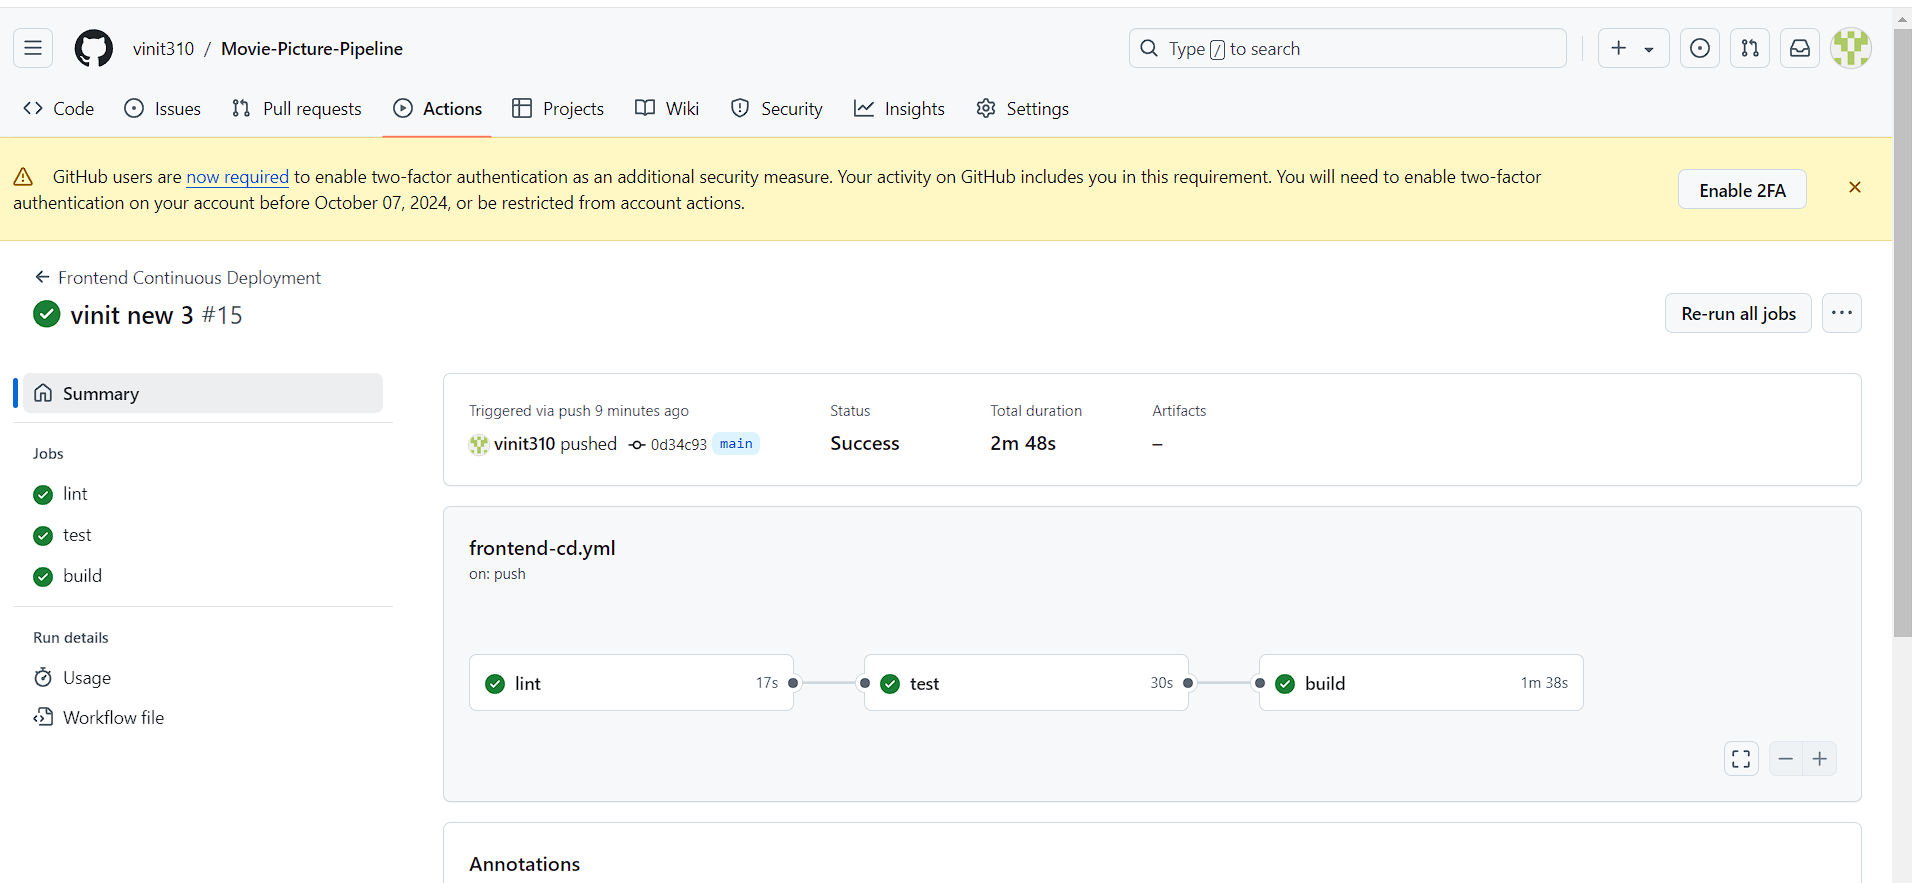 vinit310 / Movie-Picture-Pipeline
Type / to search
Code
Issues
Pull requests
Actions
Projects
Wiki
Security
Insights
Settings
GitHub users are now required to enable two-factor authentication as an additional security measure. Your activity on GitHub includes you in this requirement. You will need to enable two-factor
authentication on your account before October 07, 2024, or be restricted from account actions.
Enable 2FA
Frontend Continuous Deployment
vinit new 3 #15
Re-run all jobs
Summary
Jobs
lint
test
build
Run details
Usage
Workflow file
Triggered via push 9 minutes ago
vinit310 pushed 0d34c93 main
Status
Success
Total duration
2m 48s
Artifacts
–
frontend-cd.yml
on: push
lint 17s
test 30s
build 1m 38s
Annotations